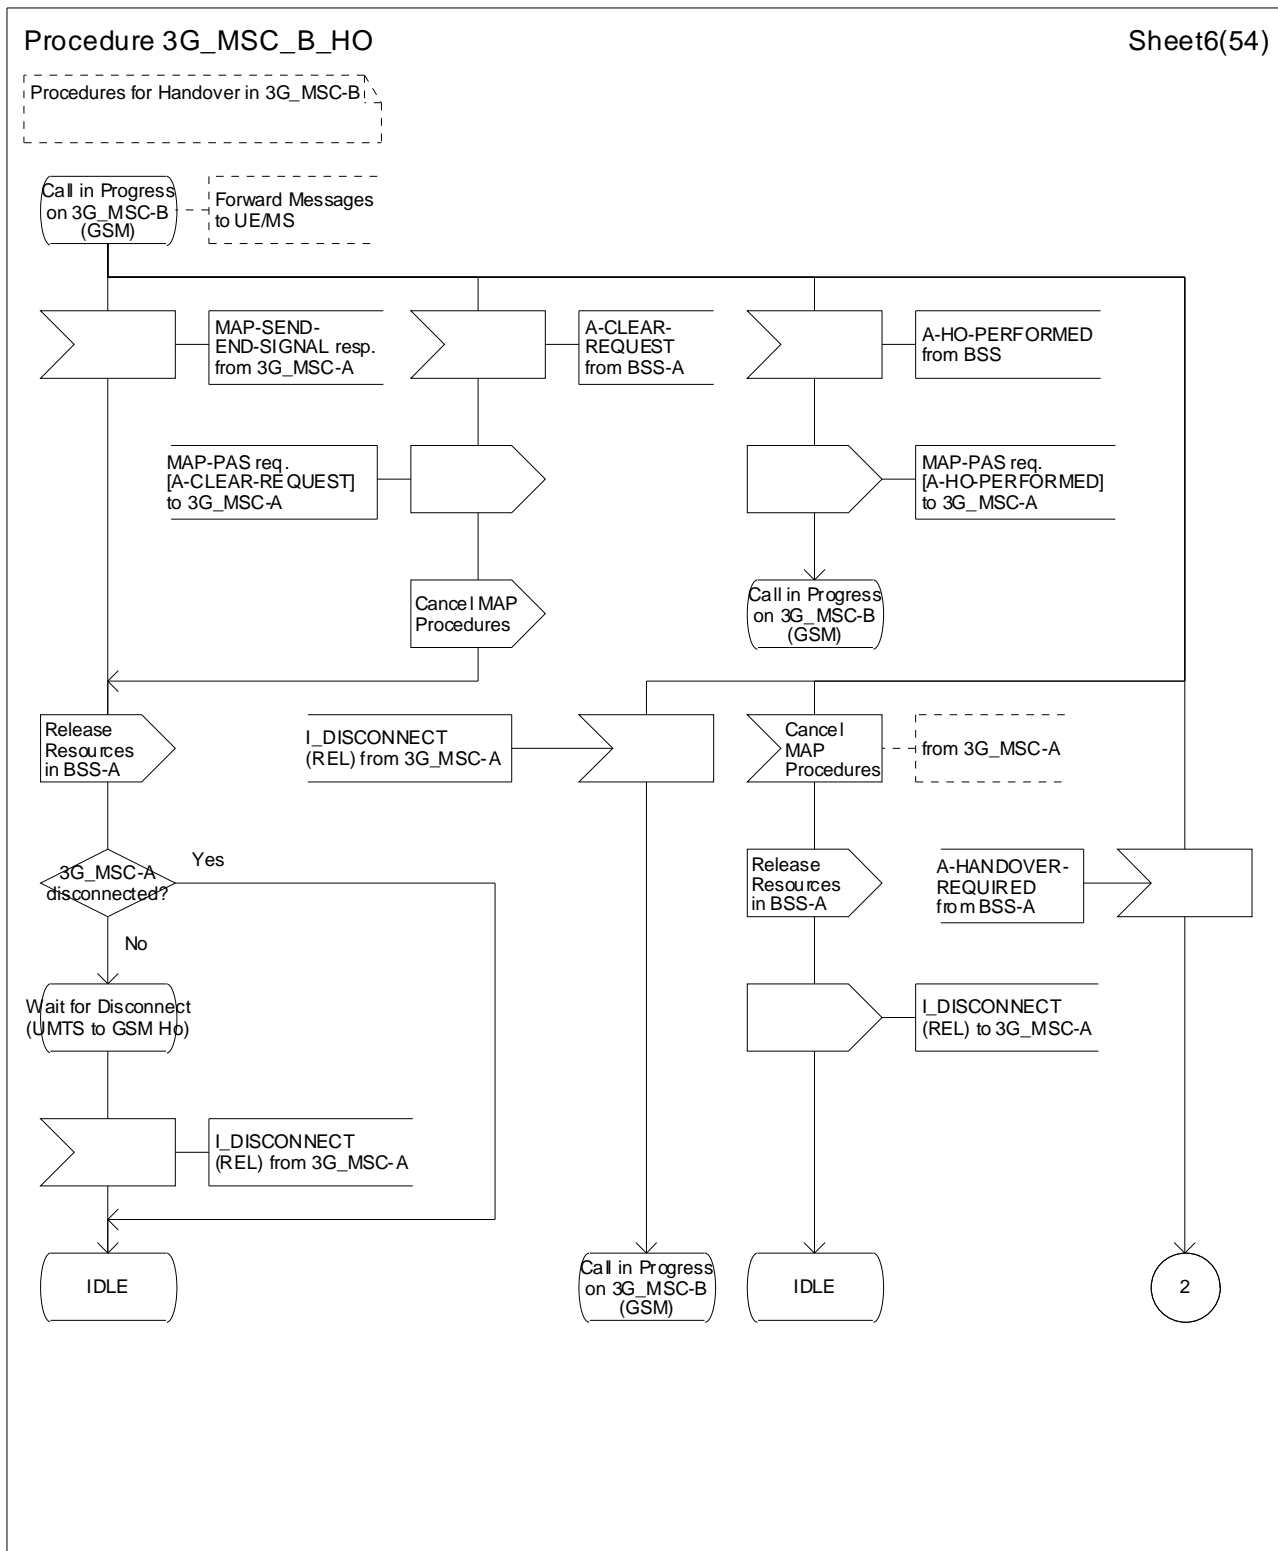 Procedure 3G_MSC_B_HO
Sheet6(54)
Procedures for Handover in 3G_MSC-B
Call in Progress
on 3G_MSC-B
(GSM)
Forward Messages
to UE/MS
MAP-SEND-
END-SIGNAL resp.
from 3G_MSC-A
A-CLEAR-
REQUEST
from BSS-A
A-HO-PERFORMED
from BSS
MAP-PAS req.
[A-CLEAR-REQUEST]
to 3G_MSC-A
MAP-PAS req.
[A-HO-PERFORMED]
to 3G_MSC-A
Cancel MAP
Procedures
Call in Progress
on 3G_MSC-B
(GSM)
Release
Resources
in BSS-A
I_DISCONNECT
(REL) from 3G_MSC-A
Cancel
MAP
Procedures
from 3G_MSC-A
3G_MSC-A
disconnected?
Yes
No
Release
Resources
in BSS-A
A-HANDOVER-
REQUIRED
from BSS-A
Wait for Disconnect
(UMTS to GSM Ho)
I_DISCONNECT
(REL) to 3G_MSC-A
I_DISCONNECT
(REL) from 3G_MSC-A
IDLE
Call in Progress
on 3G_MSC-B
(GSM)
IDLE
2